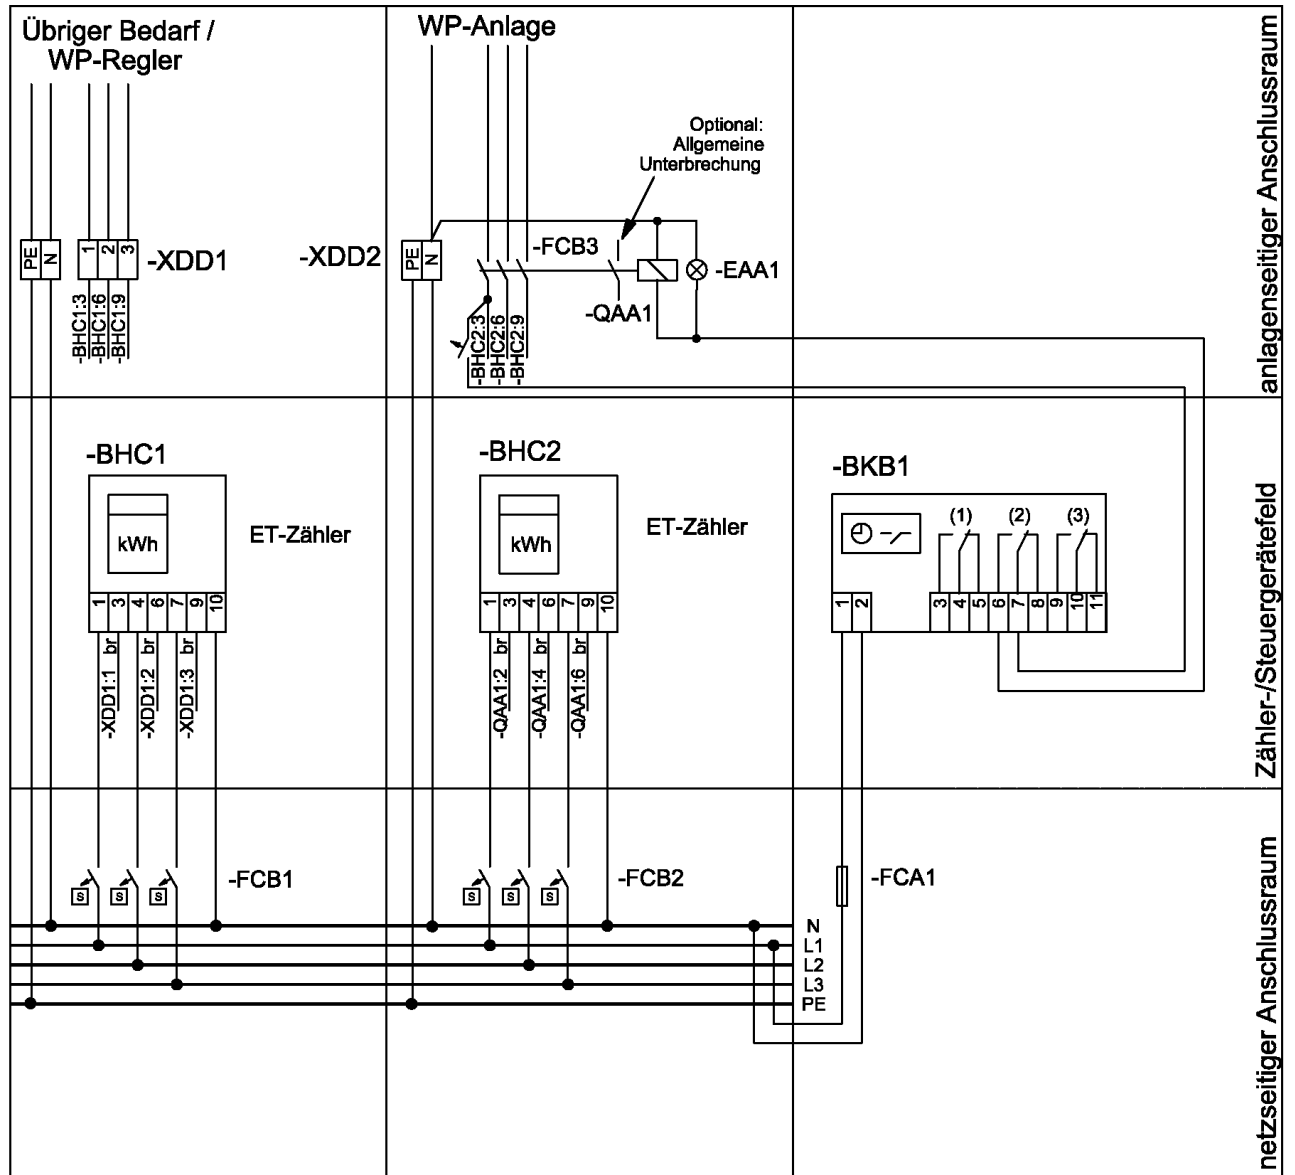 Übriger Bedarf /
WP-Regler
WP-Anlage
Optional:
Allgemeine
Unterbrechung
PE N 1 2 3 -XDD1
-XDD2 PE N -FCB3 -EAA1
-QAA1
-BHC1:3
-BHC1:6
-BHC1:9
-BHC2:3
-BHC2:6
-BHC2:9
anlagenseitiger Anschlussraum
-BHC1
kWh
ET-Zähler
1 3 4 6 7 9 10
-XDD1:1 br
-XDD1:2 br
-XDD1:3 br
-BHC2
kWh
ET-Zähler
1 3 4 6 7 9 10
-QAA1:2 br
-QAA1:4 br
-QAA1:6 br
-BKB1
(1) (2) (3)
1 2 3 4 5 6 7 8 9 10 11
Zähler-/Steuergerätefeld
S S S -FCB1
S S S -FCB2
-FCA1
N
L1
L2
L3
PE
netzseitiger Anschlussraum